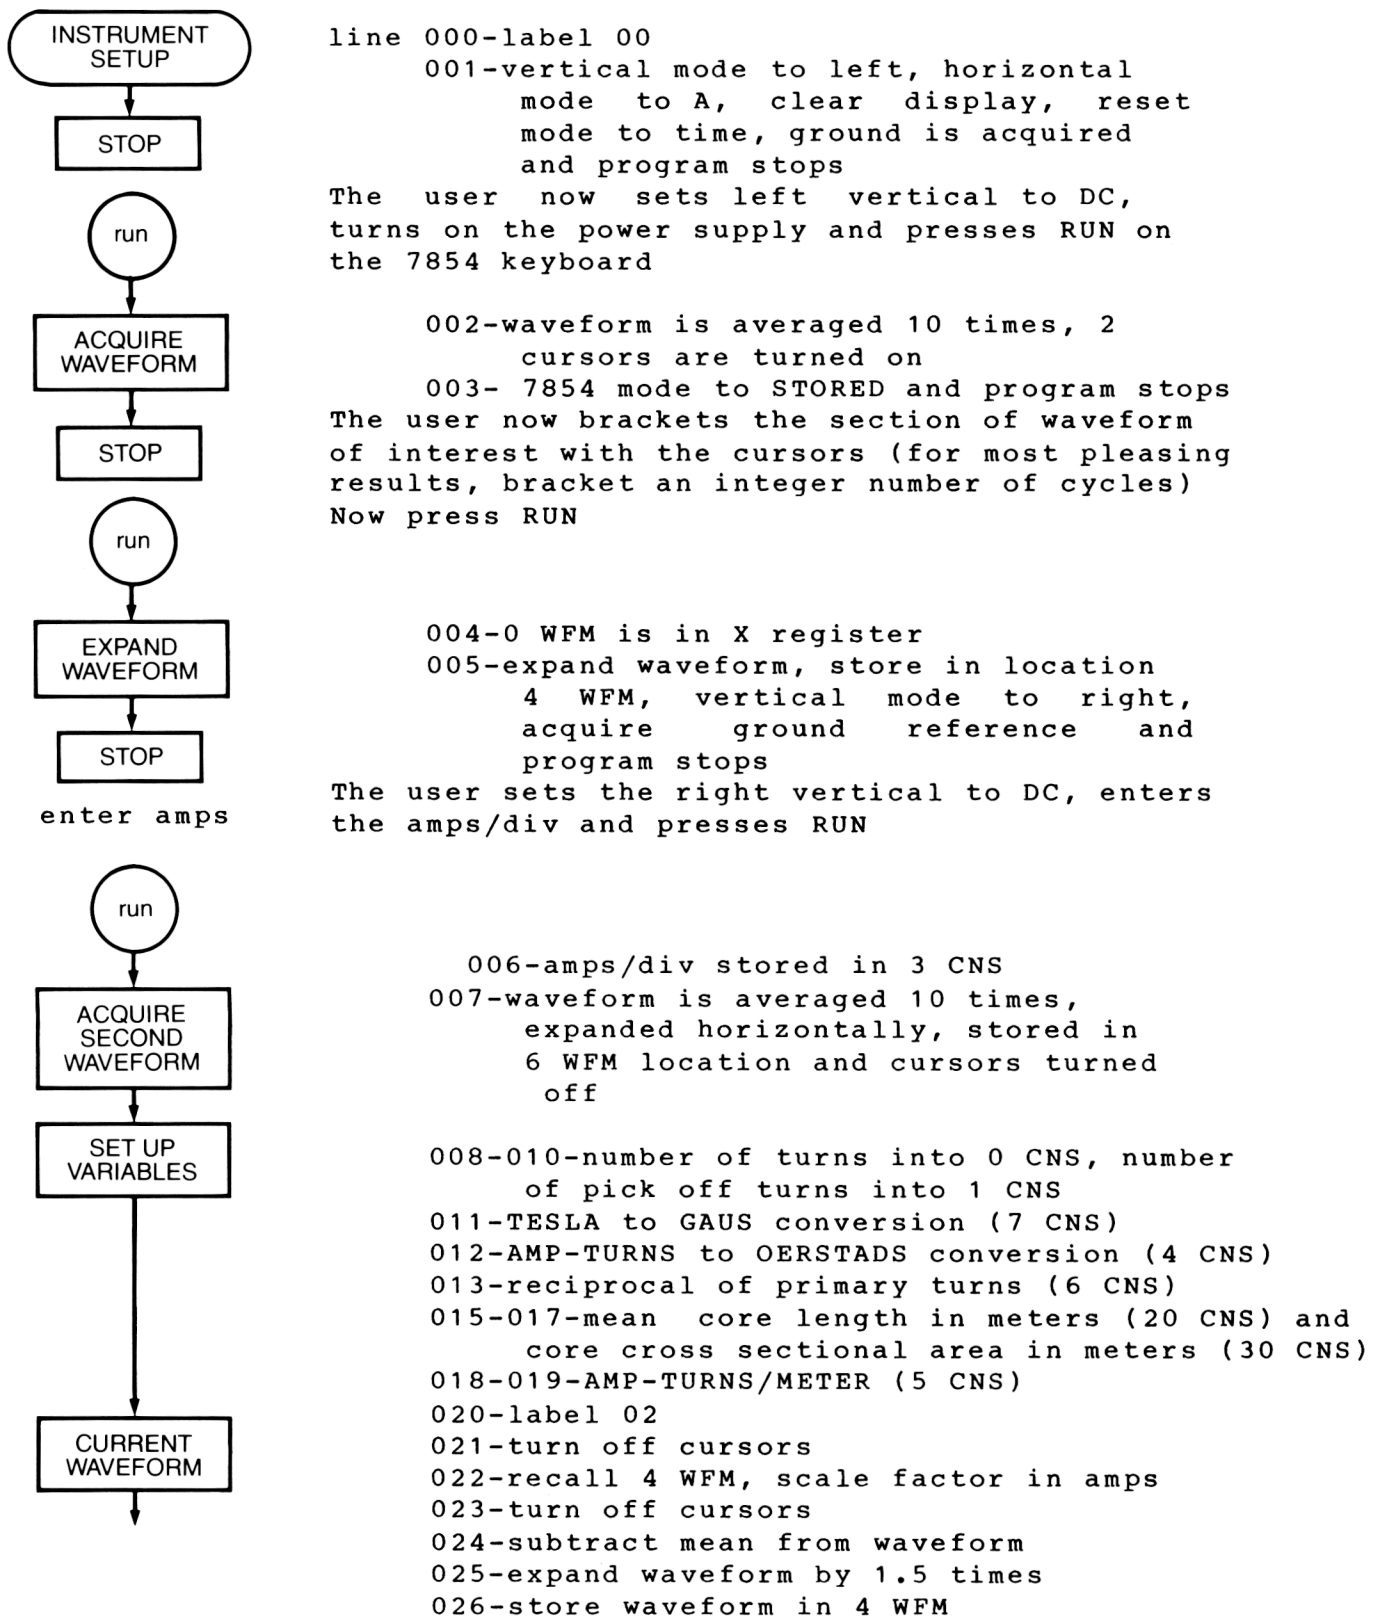 INSTRUMENT
SETUP
line 000-label 00
001-vertical mode to left, horizontal
mode to A, clear display, reset
mode to time, ground is acquired
and program stops
STOP
The user now sets left vertical to DC,
turns on the power supply and presses RUN on
the 7854 keyboard
run
ACQUIRE
WAVEFORM
002-waveform is averaged 10 times, 2
cursors are turned on
003- 7854 mode to STORED and program stops
STOP
The user now brackets the section of waveform
of interest with the cursors (for most pleasing
results, bracket an integer number of cycles)
Now press RUN
run
EXPAND
WAVEFORM
004-0 WFM is in X register
005-expand waveform, store in location
4 WFM, vertical mode to right,
acquire ground reference and
program stops
STOP
enter amps
The user sets the right vertical to DC, enters
the amps/div and presses RUN
run
ACQUIRE
SECOND
WAVEFORM
006-amps/div stored in 3 CNS
007-waveform is averaged 10 times,
expanded horizontally, stored in
6 WFM location and cursors turned
off
SET UP
VARIABLES
008-010-number of turns into 0 CNS, number
of pick off turns into 1 CNS
011-TESLA to GAUS conversion (7 CNS)
012-AMP-TURNS to OERSTADS conversion (4 CNS)
013-reciprocal of primary turns (6 CNS)
015-017-mean core length in meters (20 CNS) and
core cross sectional area in meters (30 CNS)
018-019-AMP-TURNS/METER (5 CNS)
020-label 02
CURRENT
WAVEFORM
021-turn off cursors
022-recall 4 WFM, scale factor in amps
023-turn off cursors
024-subtract mean from waveform
025-expand waveform by 1.5 times
026-store waveform in 4 WFM